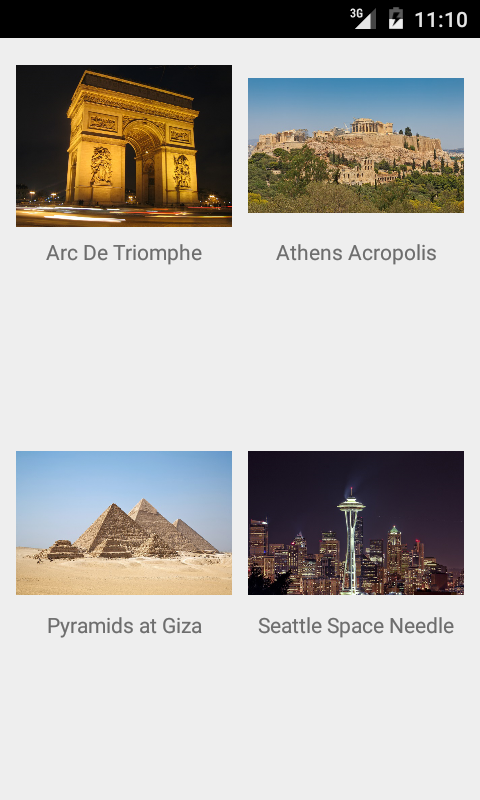 3G 11:10
Arc De Triomphe
Athens Acropolis
Pyramids at Giza
Seattle Space Needle